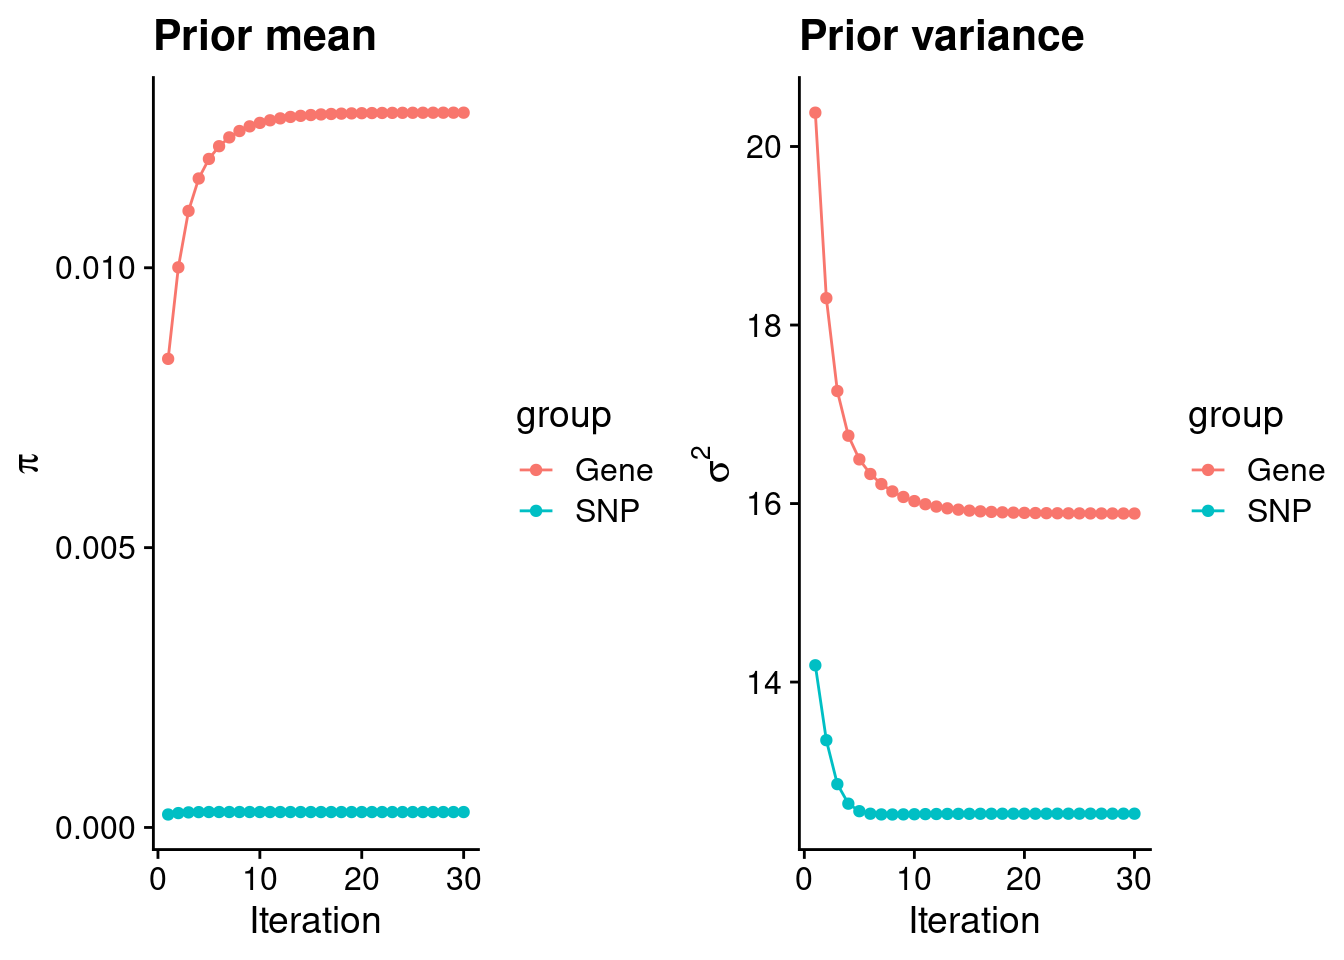 Prior mean
π
0.010
0.005
0.000
0 10 20 30
Iteration
group
Gene
SNP
Prior variance
σ²
20
18
16
14
0 10 20 30
Iteration
group
Gene
SNP